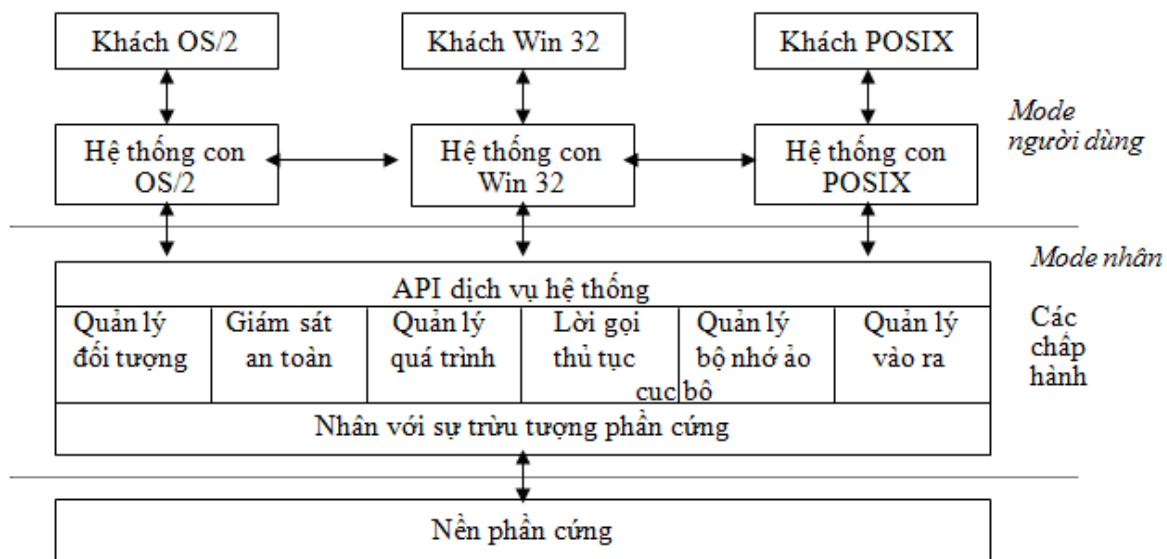 Khách OS/2
Khách Win 32
Khách POSIX
Mode
người dùng
Hệ thống con
OS/2
Hệ thống con
Win 32
Hệ thống con
POSIX
Mode nhân
API dịch vụ hệ thống
Quản lý
đối tượng
Giám sát
an toàn
Quản lý
quá trình
Lời gọi
thủ tục
cục bộ
Quản lý
bộ nhớ ảo
Quản lý
vào ra
Các
chấp
hành
Nhân với sự trừu tượng phần cứng
Nền phần cứng